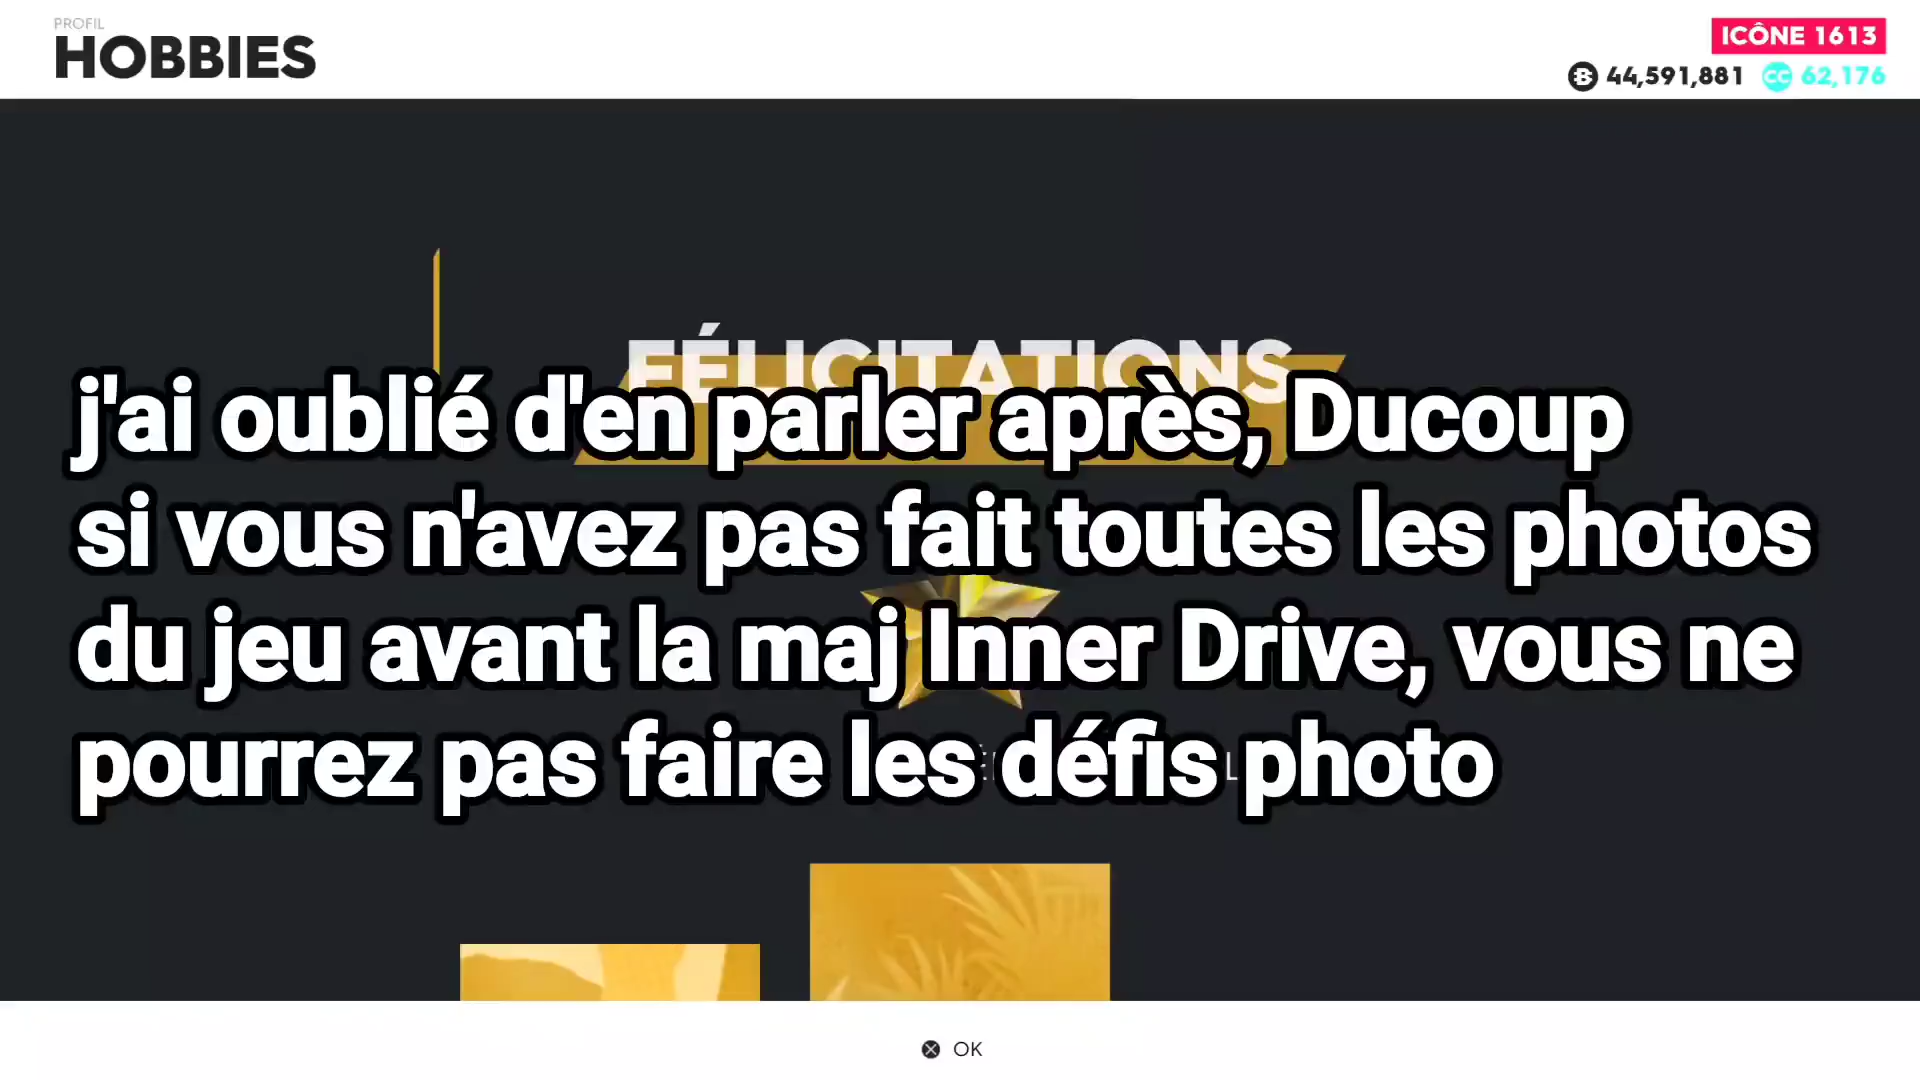 PROFIL
HOBBIES
ICÔNE 1613
44,591,881 CC 62,176
FÉLICITATIONS
j'ai oublié d'en parler après, Ducoup
si vous n'avez pas fait toutes les photos
du jeu avant la maj Inner Drive, vous ne
pourrez pas faire les défis photo
OK